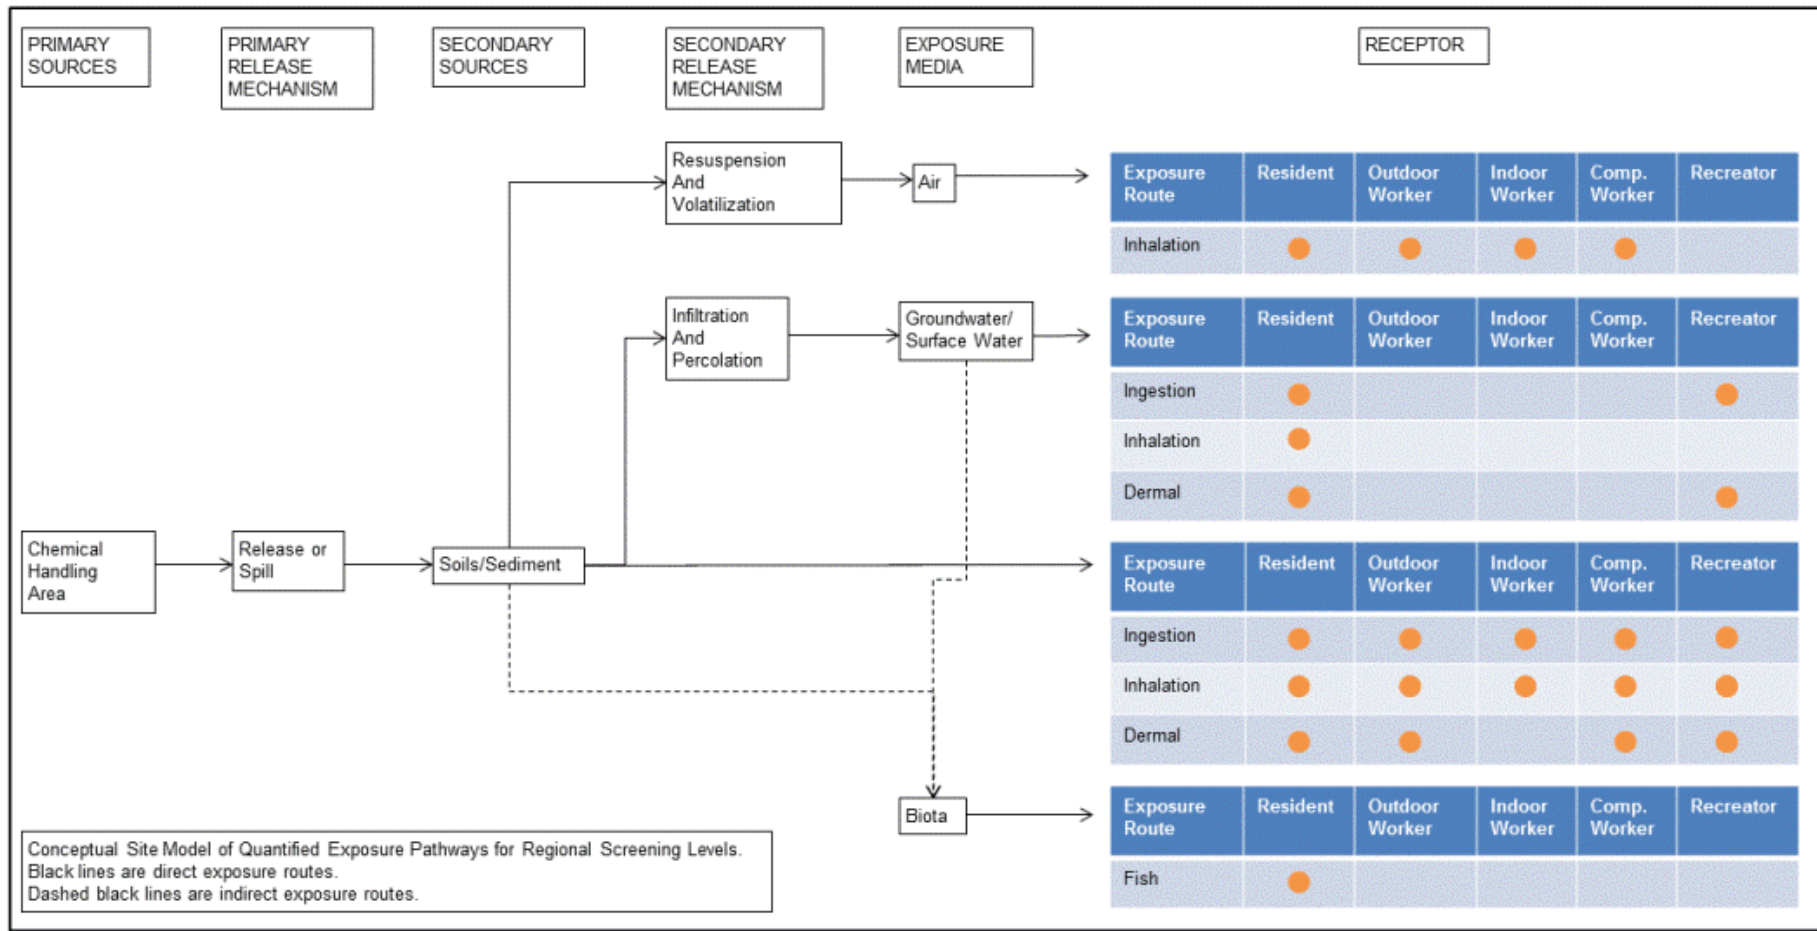 PRIMARY
SOURCES
PRIMARY
RELEASE
MECHANISM
SECONDARY
SOURCES
SECONDARY
RELEASE
MECHANISM
EXPOSURE
MEDIA
RECEPTOR
Resuspension
And
Volatilization
Air
Exposure
Route
Resident
Outdoor
Worker
Indoor
Worker
Comp.
Worker
Recreator
Inhalation
Infiltration
And
Percolation
Groundwater/
Surface Water
Exposure
Route
Resident
Outdoor
Worker
Indoor
Worker
Comp.
Worker
Recreator
Ingestion
Inhalation
Dermal
Chemical
Handling
Area
Release or
Spill
Soils/Sediment
Exposure
Route
Resident
Outdoor
Worker
Indoor
Worker
Comp.
Worker
Recreator
Ingestion
Inhalation
Dermal
Biota
Exposure
Route
Resident
Outdoor
Worker
Indoor
Worker
Comp.
Worker
Recreator
Fish
Conceptual Site Model of Quantified Exposure Pathways for Regional Screening Levels.
Black lines are direct exposure routes.
Dashed black lines are indirect exposure routes.